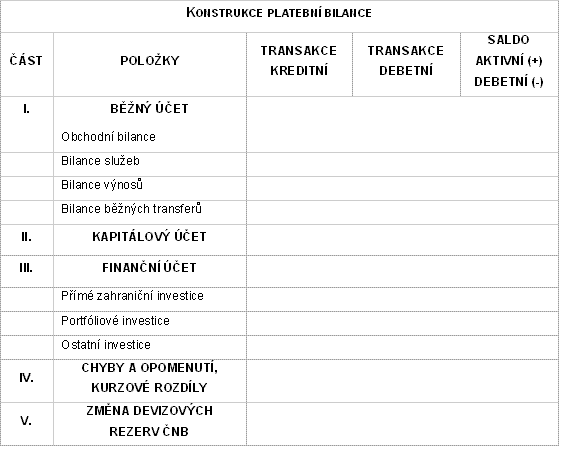 KONSTRUKCE PLATEBNÍ BILANCE
ČÁST POLOŽKY TRANSAKCE KREDITNÍ TRANSAKCE DEBETNÍ SALDO AKTIVNÍ (+) DEBETNÍ (-)
I. BĚŽNÝ ÚČET
Obchodní bilance
Bilance služeb
Bilance výnosů
Bilance běžných transferů
II. KAPITÁLOVÝ ÚČET
III. FINANČNÍ ÚČET
Přímé zahraniční investice
Portfóliové investice
Ostatní investice
IV. CHYBY A OPOMENUTÍ,
KURZOVÉ ROZDÍLY
V. ZMĚNA DEVIZOVÝCH
REZERV ČNB